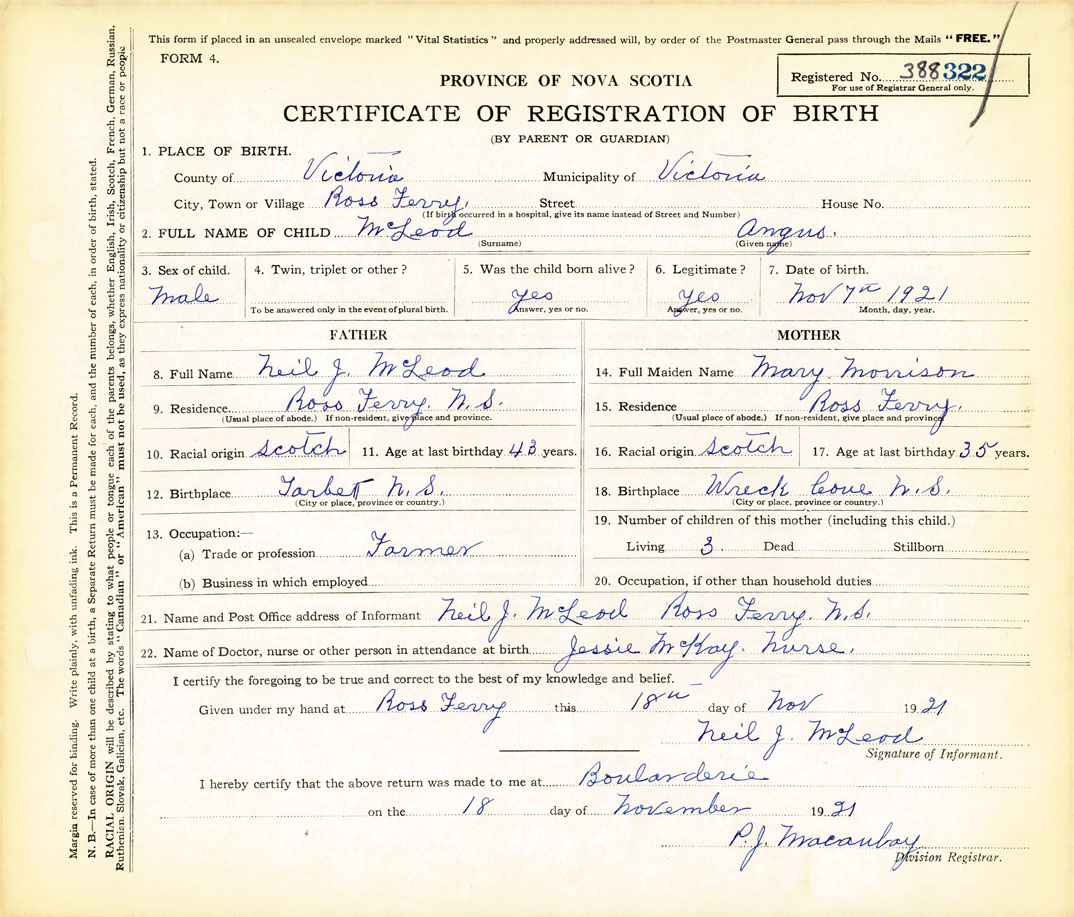 This form if placed in an unsealed envelope marked "Vital Statistics" and properly addressed will, by order of the Postmaster General pass through the Mails "FREE."
FORM 4.
Registered No. 388322
For use of Registrar General only.
PROVINCE OF NOVA SCOTIA
CERTIFICATE OF REGISTRATION OF BIRTH
(BY PARENT OR GUARDIAN)
1. PLACE OF BIRTH.
County of Victoria Municipality of Victoria
City, Town or Village Ross Ferry, Street House No.
(If birth occurred in a hospital, give its name instead of Street and Number)
2. FULL NAME OF CHILD McLeod Angus.
(Surname) (Given name)
3. Sex of child. 4. Twin, triplet or other? 5. Was the child born alive? 6. Legitimate? 7. Date of birth.
Male yes yes Nov 7th 1921
To be answered only in the event of plural birth. Answer, yes or no. Answer, yes or no. Month, day, year.
FATHER MOTHER
8. Full Name Neil J. McLeod 14. Full Maiden Name Mary Morrison
9. Residence Ross Ferry. N.S. 15. Residence Ross Ferry.
(Usual place of abode.) If non-resident, give place and province. (Usual place of abode.) If non-resident, give place and province
10. Racial origin Scotch 11. Age at last birthday 43 years. 16. Racial origin Scotch 17. Age at last birthday 35 years.
12. Birthplace Tarbett N.S. 18. Birthplace Wreck Cove N.S.
(City or place, province or country.) (City or place, province or country.)
13. Occupation:— 19. Number of children of this mother (including this child.)
(a) Trade or profession Farmer Living 3. Dead Stillborn
(b) Business in which employed 20. Occupation, if other than household duties
21. Name and Post Office address of Informant Neil J. McLeod Ross Ferry. N.S.
22. Name of Doctor, nurse or other person in attendance at birth Jessie McKay. Nurse.
I certify the foregoing to be true and correct to the best of my knowledge and belief.
Given under my hand at Ross Ferry this 18th day of Nov 1921
Neil J. McLeod
Signature of Informant.
I hereby certify that the above return was made to me at Boularderie
on the 18 day of November 1921
P. J. Macaulay
Division Registrar.
Margin reserved for binding. Write plainly, with unfading ink. This is a Permanent Record.
N. B.—In case of more than one child at a birth, a Separate Return must be made for each, and the number of each, in order of birth, stated.
RACIAL ORIGIN will be described by stating to what people or tongue each of the parents belongs, whether English, Irish, Scotch, French, German, Russian,
Ruthenian, Slovak, Galician, etc. The words "Canadian" or "American" must not be used, as they express nationality or citizenship but not a race or people